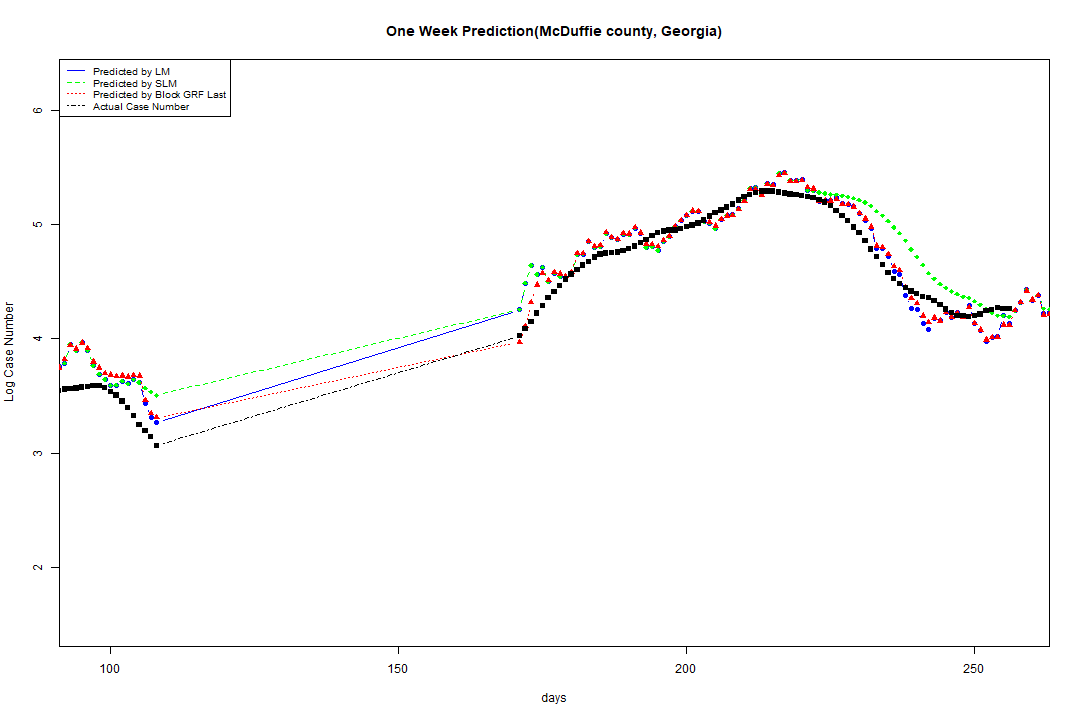 One Week Prediction(McDuffie county, Georgia)
Predicted by LM
Predicted by SLM
Predicted by Block GRF Last
Actual Case Number
6
5
4
3
2
Log Case Number
100 150 200 250
days